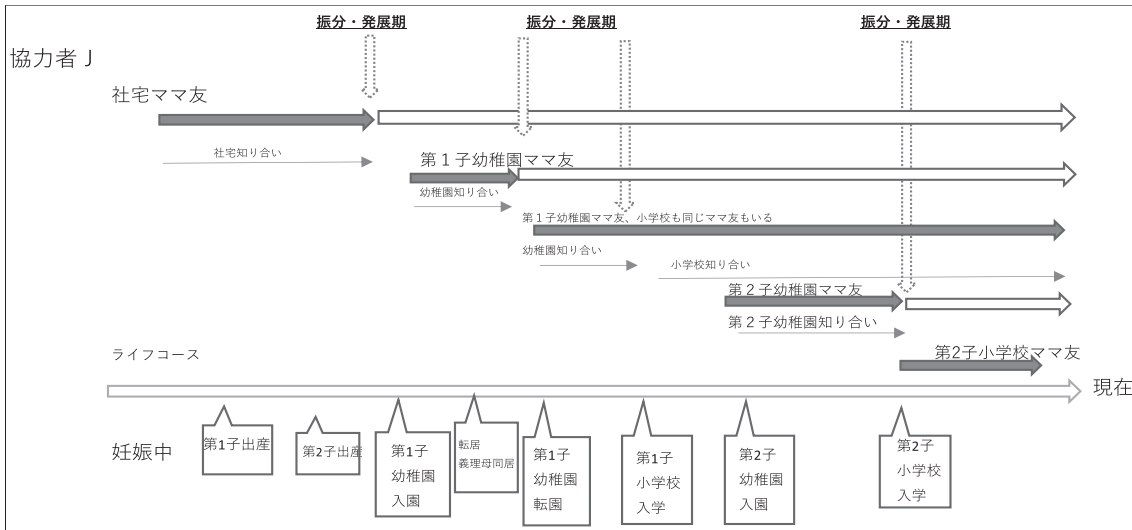 振分・発展期
振分・発展期
振分・発展期
協力者Ｊ
社宅ママ友
社宅知り合い
第１子幼稚園ママ友
幼稚園知り合い
第１子幼稚園ママ友、小学校も同じママ友もいる
幼稚園知り合い
小学校知り合い
第２子幼稚園ママ友
第２子幼稚園知り合い
第2子小学校ママ友
ライフコース
現在
妊娠中
第1子出産
第2子出産
第1子
幼稚園
入園
転居
義理母同居
第1子
幼稚園
転園
第1子
小学校
入学
第2子
幼稚園
入園
第2子
小学校
入学